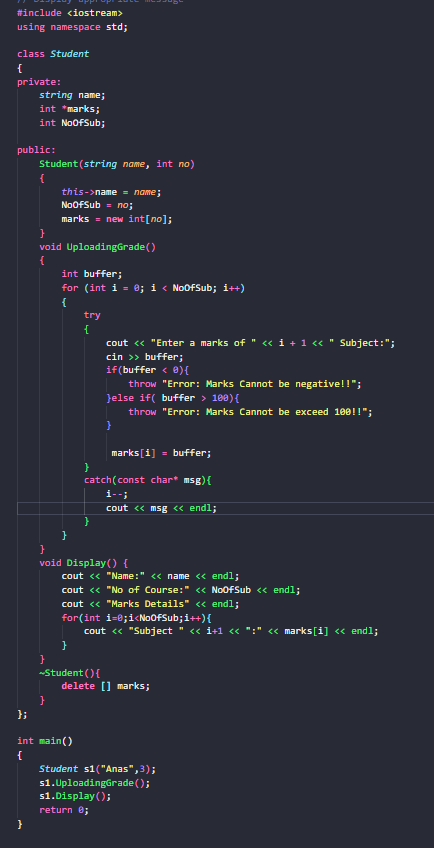 // Display appropriate message
#include <iostream>
using namespace std;

class Student
{
private:
    string name;
    int *marks;
    int NoOfSub;

public:
    Student(string name, int no)
    {
        this->name = name;
        NoOfSub = no;
        marks = new int[no];
    }
    void UploadingGrade()
    {
        int buffer;
        for (int i = 0; i < NoOfSub; i++)
        {
            try
            {
                cout << "Enter a marks of " << i + 1 << " Subject:";
                cin >> buffer;
                if(buffer < 0){
                    throw "Error: Marks Cannot be negative!!";
                }else if( buffer > 100){
                    throw "Error: Marks Cannot be exceed 100!!";
                }

                 marks[i] = buffer;
            }
            catch(const char* msg){
                i--;
                cout << msg << endl;
            }
        }
    }
    void Display() {
        cout << "Name:" << name << endl;
        cout << "No of Course:" << NoOfSub << endl;
        cout << "Marks Details" << endl;
        for(int i=0;i<NoOfSub;i++){
            cout << "Subject " << i+1 << ":" << marks[i] << endl;
        }
    }
    ~Student(){
        delete [] marks;
    }
};

int main()
{
    Student s1("Anas",3);
    s1.UploadingGrade();
    s1.Display();
    return 0;
}